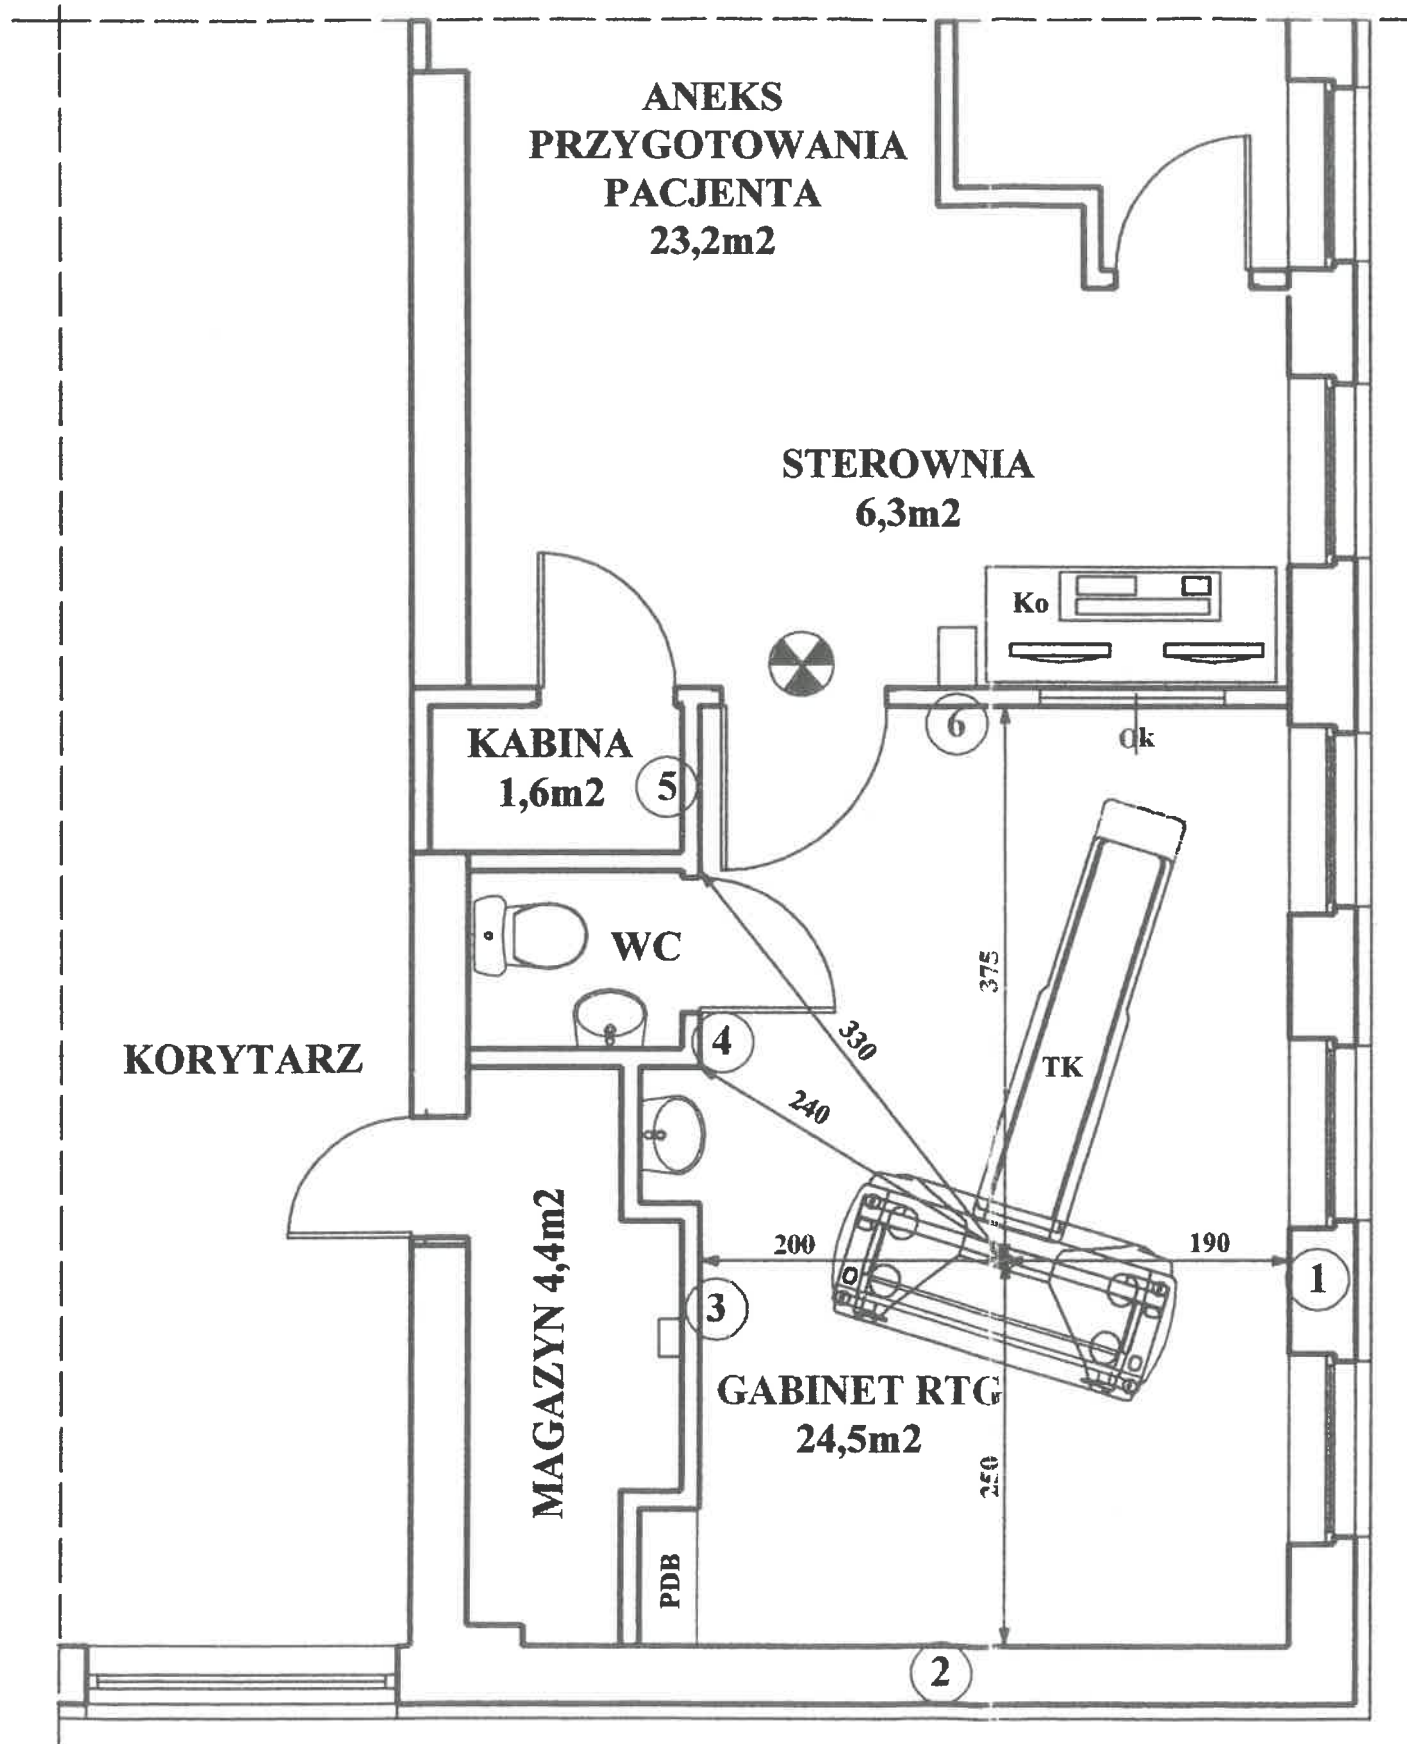 ANEKS
PRZYGOTOWANIA
PACJENTA
23,2m2
STEROWNIA
6,3m2
Ko
6
Ok
KABINA
1,6m2
5
WC
375
4
330
KORYTARZ
TK
240
MAGAZYN 4,4m2
200
190
3
1
GABINET RTG
24,5m2
250
PDB
2